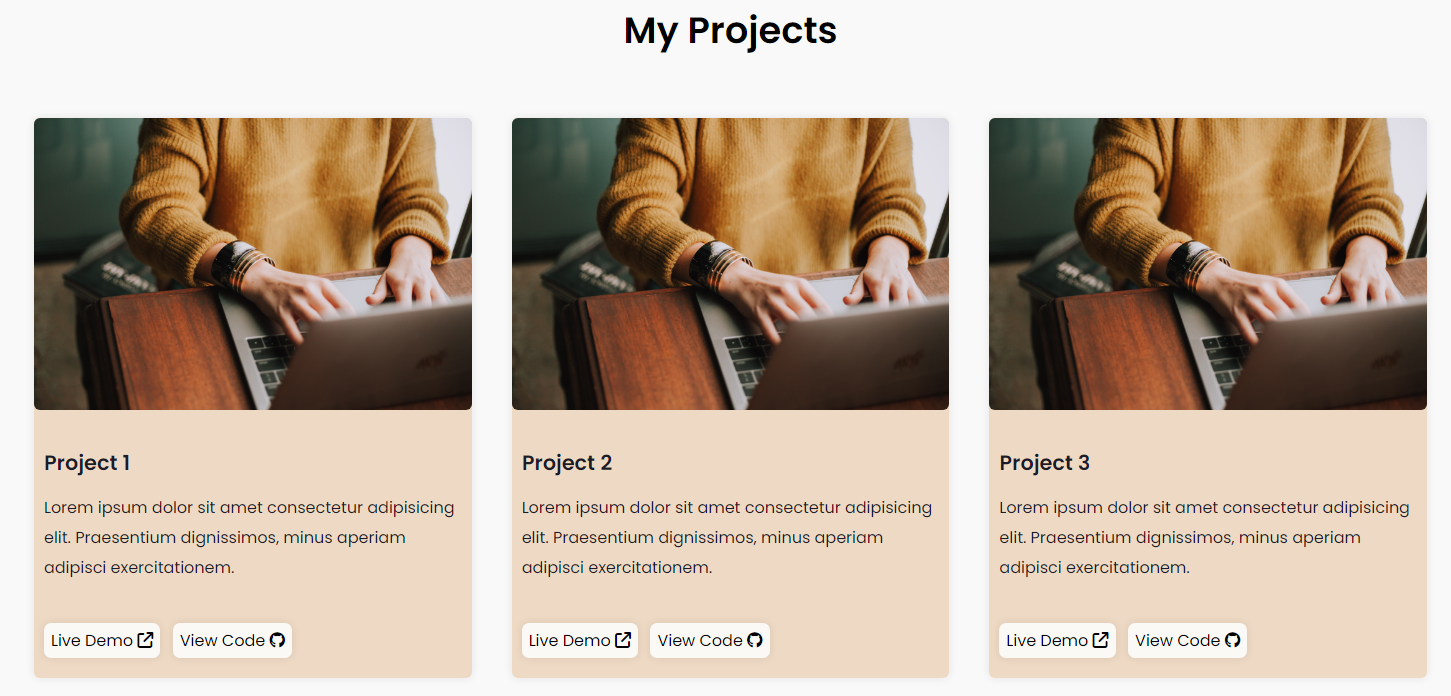 My Projects
Project 1
Lorem ipsum dolor sit amet consectetur adipisicing
elit. Praesentium dignissimos, minus aperiam
adipisci exercitationem.
Live Demo
View Code
Project 2
Lorem ipsum dolor sit amet consectetur adipisicing
elit. Praesentium dignissimos, minus aperiam
adipisci exercitationem.
Live Demo
View Code
Project 3
Lorem ipsum dolor sit amet consectetur adipisicing
elit. Praesentium dignissimos, minus aperiam
adipisci exercitationem.
Live Demo
View Code